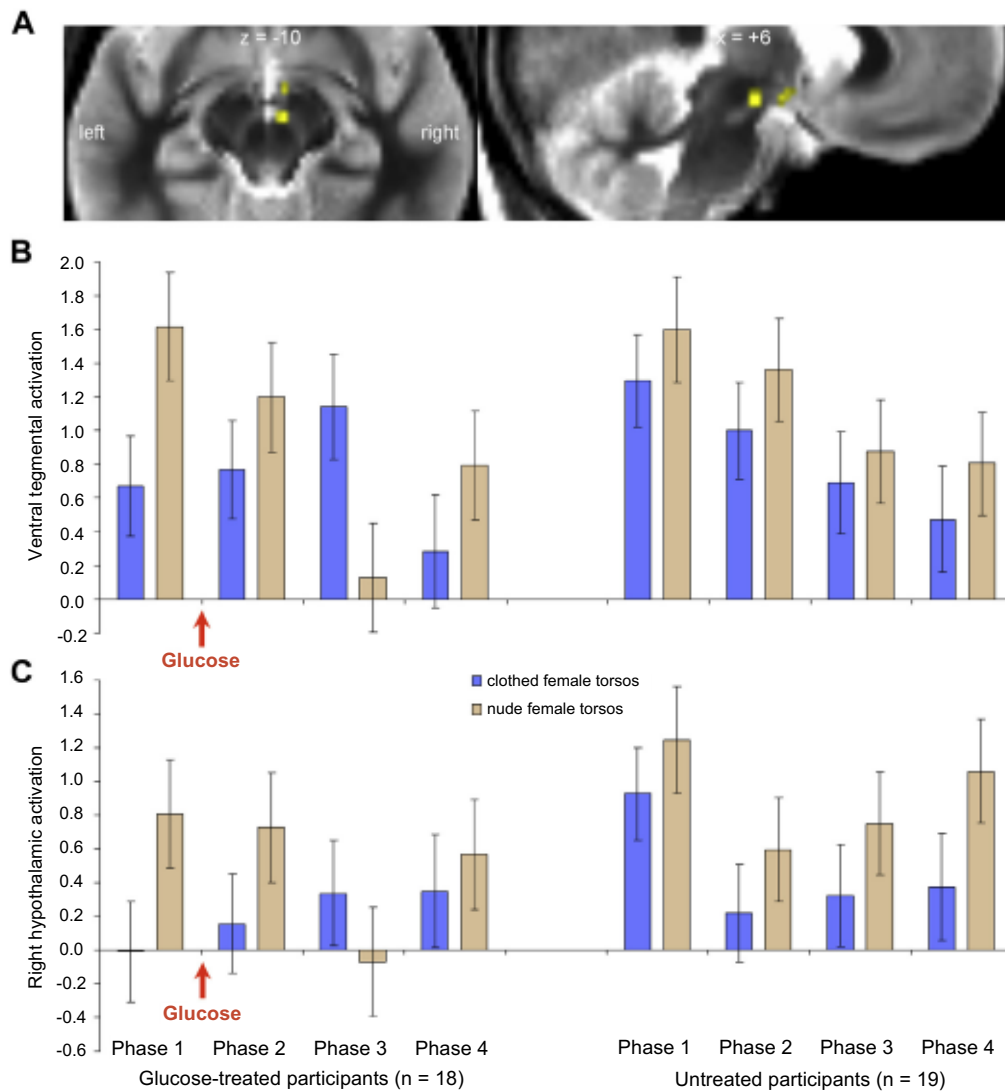 A
z = -10
x = +6
left
right
B
2.0
1.8
1.6
1.4
1.2
1.0
0.8
0.6
0.4
0.2
0.0
-0.2
Ventral tegmental activation
Glucose
C
clothed female torsos
nude female torsos
1.6
1.4
1.2
1.0
0.8
0.6
0.4
0.2
0.0
-0.2
-0.4
-0.6
Right hypothalamic activation
Glucose
Phase 1 Phase 2 Phase 3 Phase 4 Phase 1 Phase 2 Phase 3 Phase 4
Glucose-treated participants (n = 18) Untreated participants (n = 19)